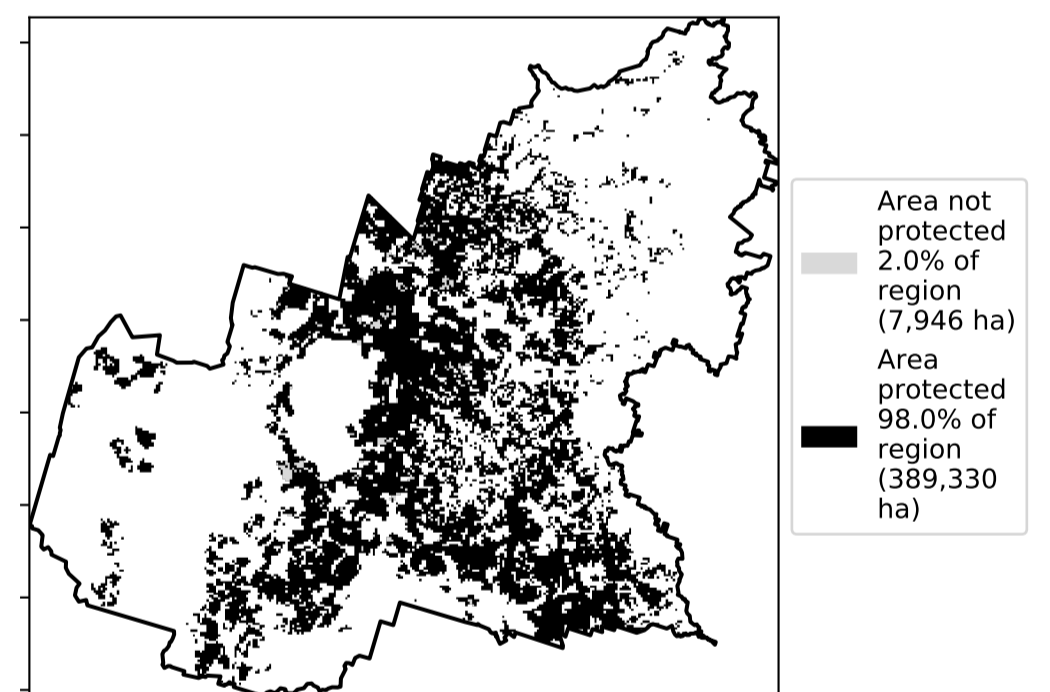 Area not
protected
2.0% of
region
(7,946 ha)
Area
protected
98.0% of
region
(389,330
ha)